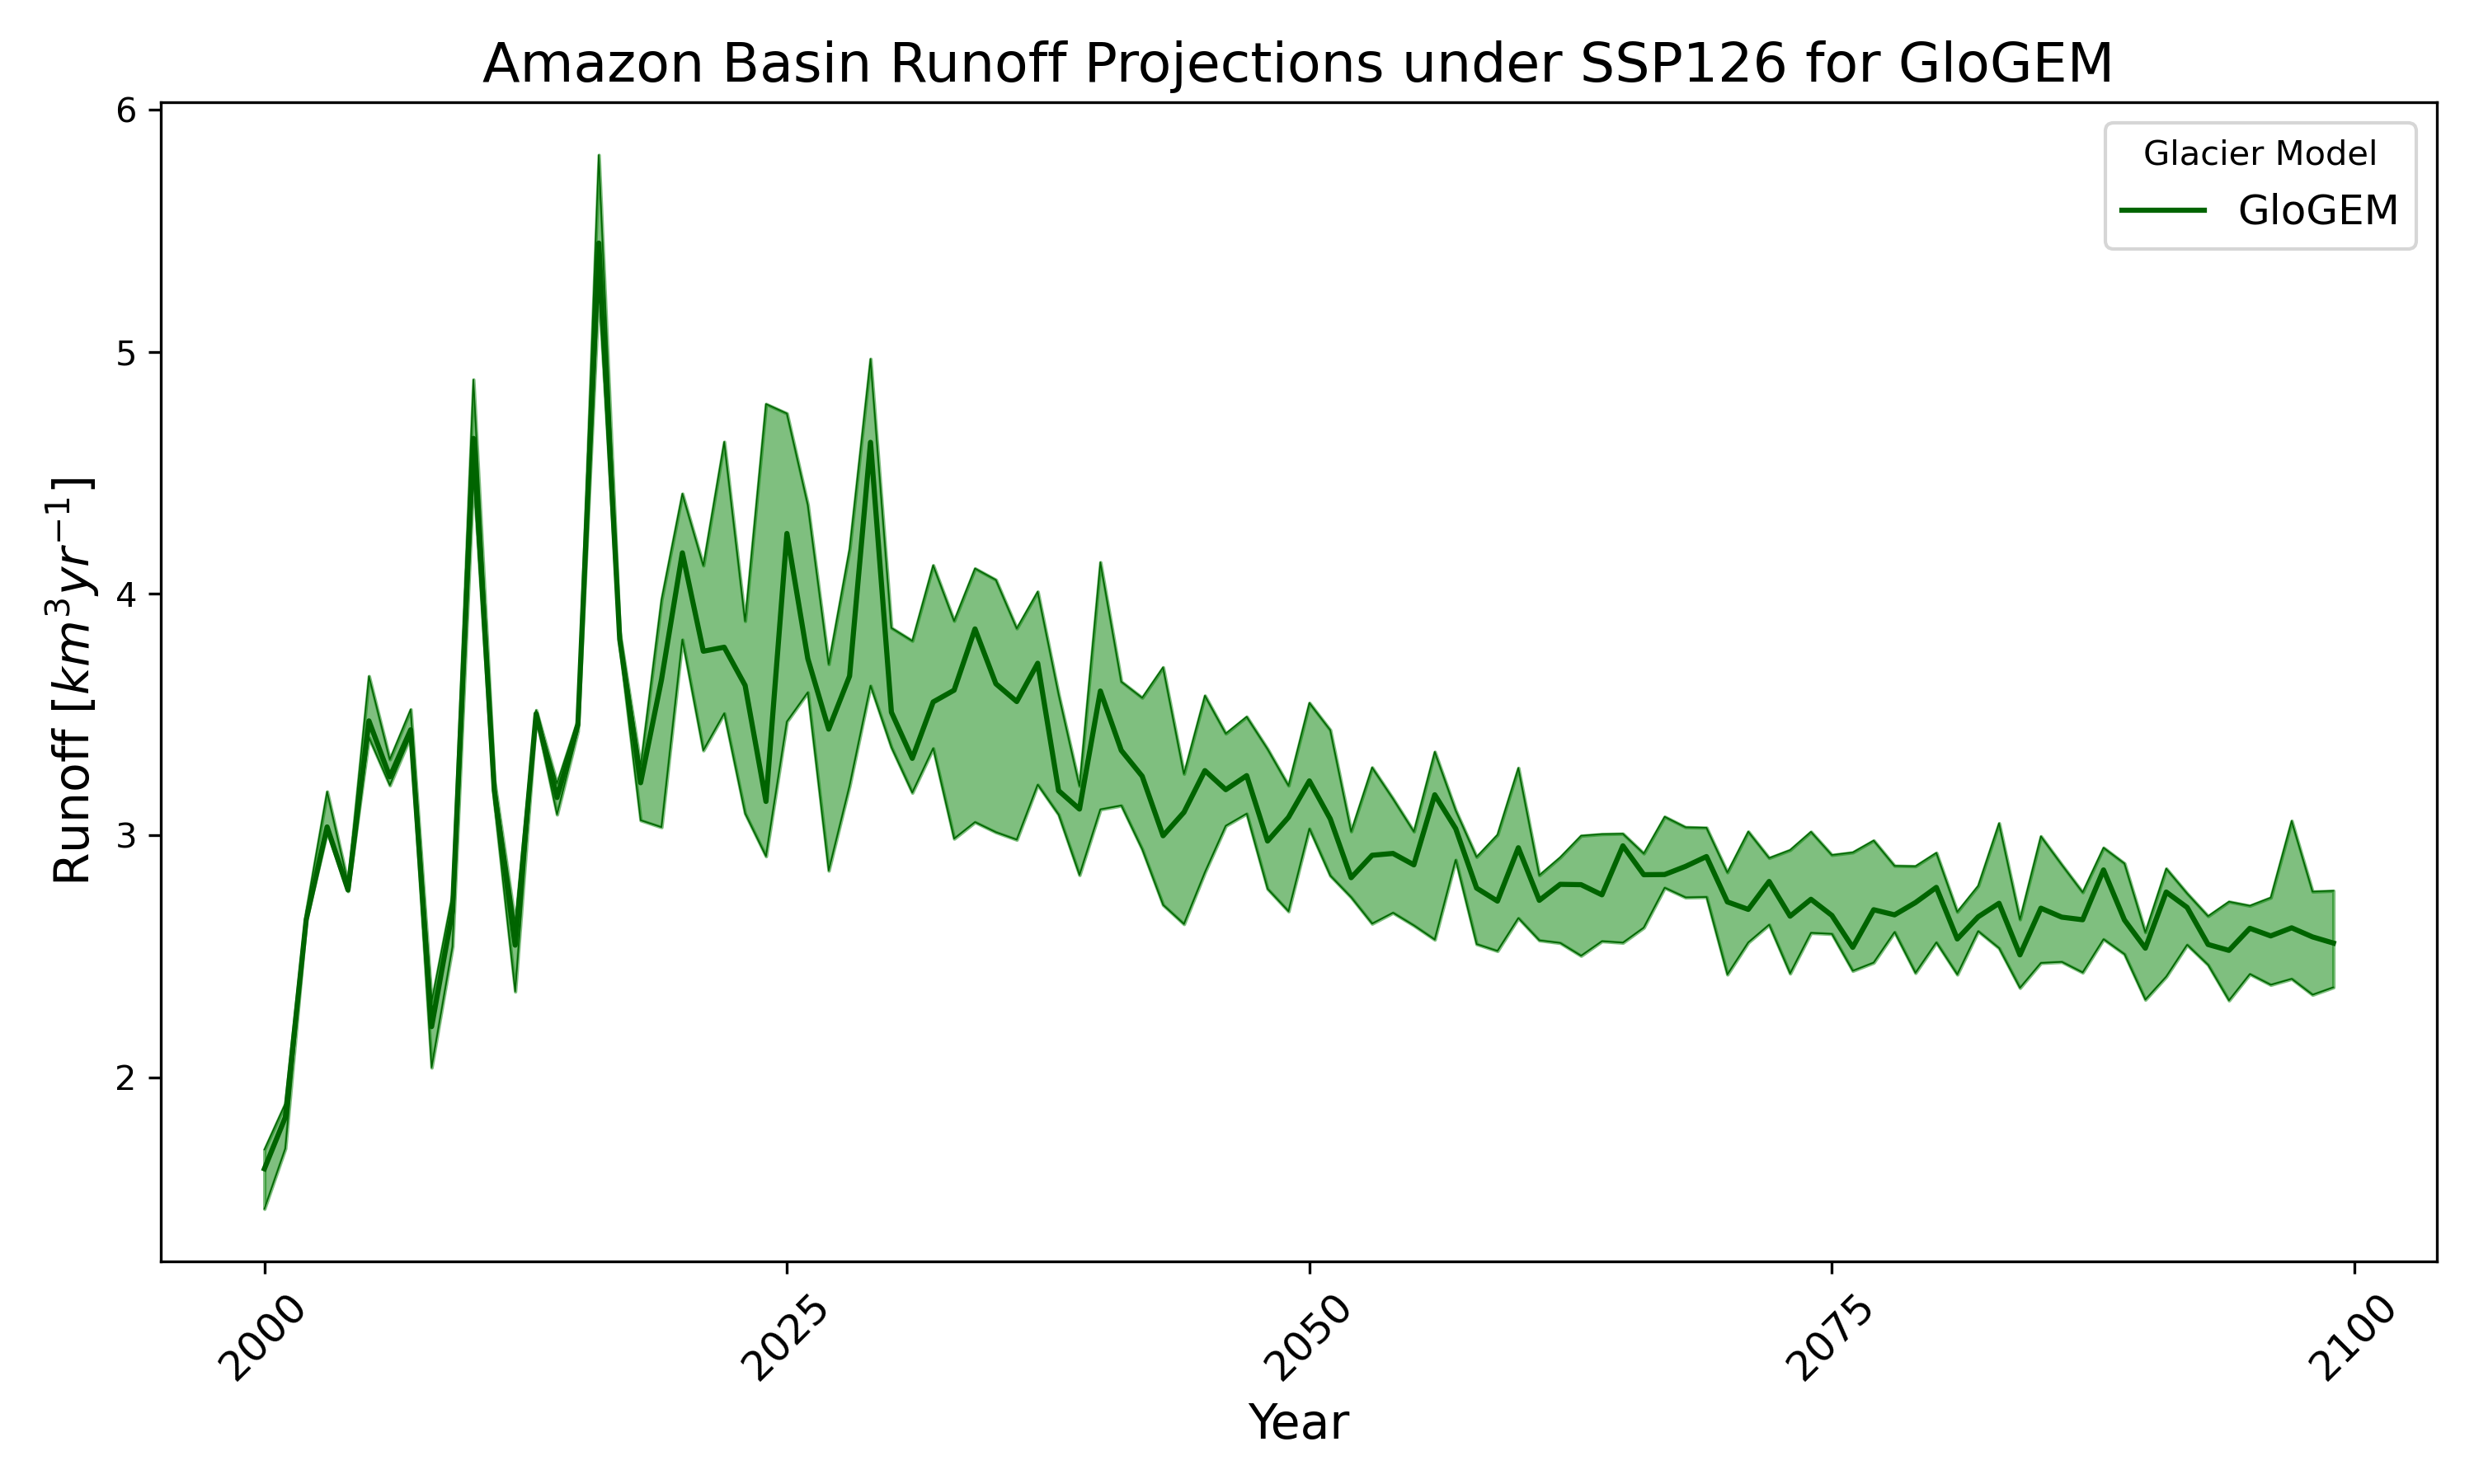 Amazon Basin Runoff Projections under SSP126 for GloGEM
Glacier Model
GloGEM
6
5
4
3
2
Runoff [km³yr⁻¹]
2000
2025
2050
2075
2100
Year